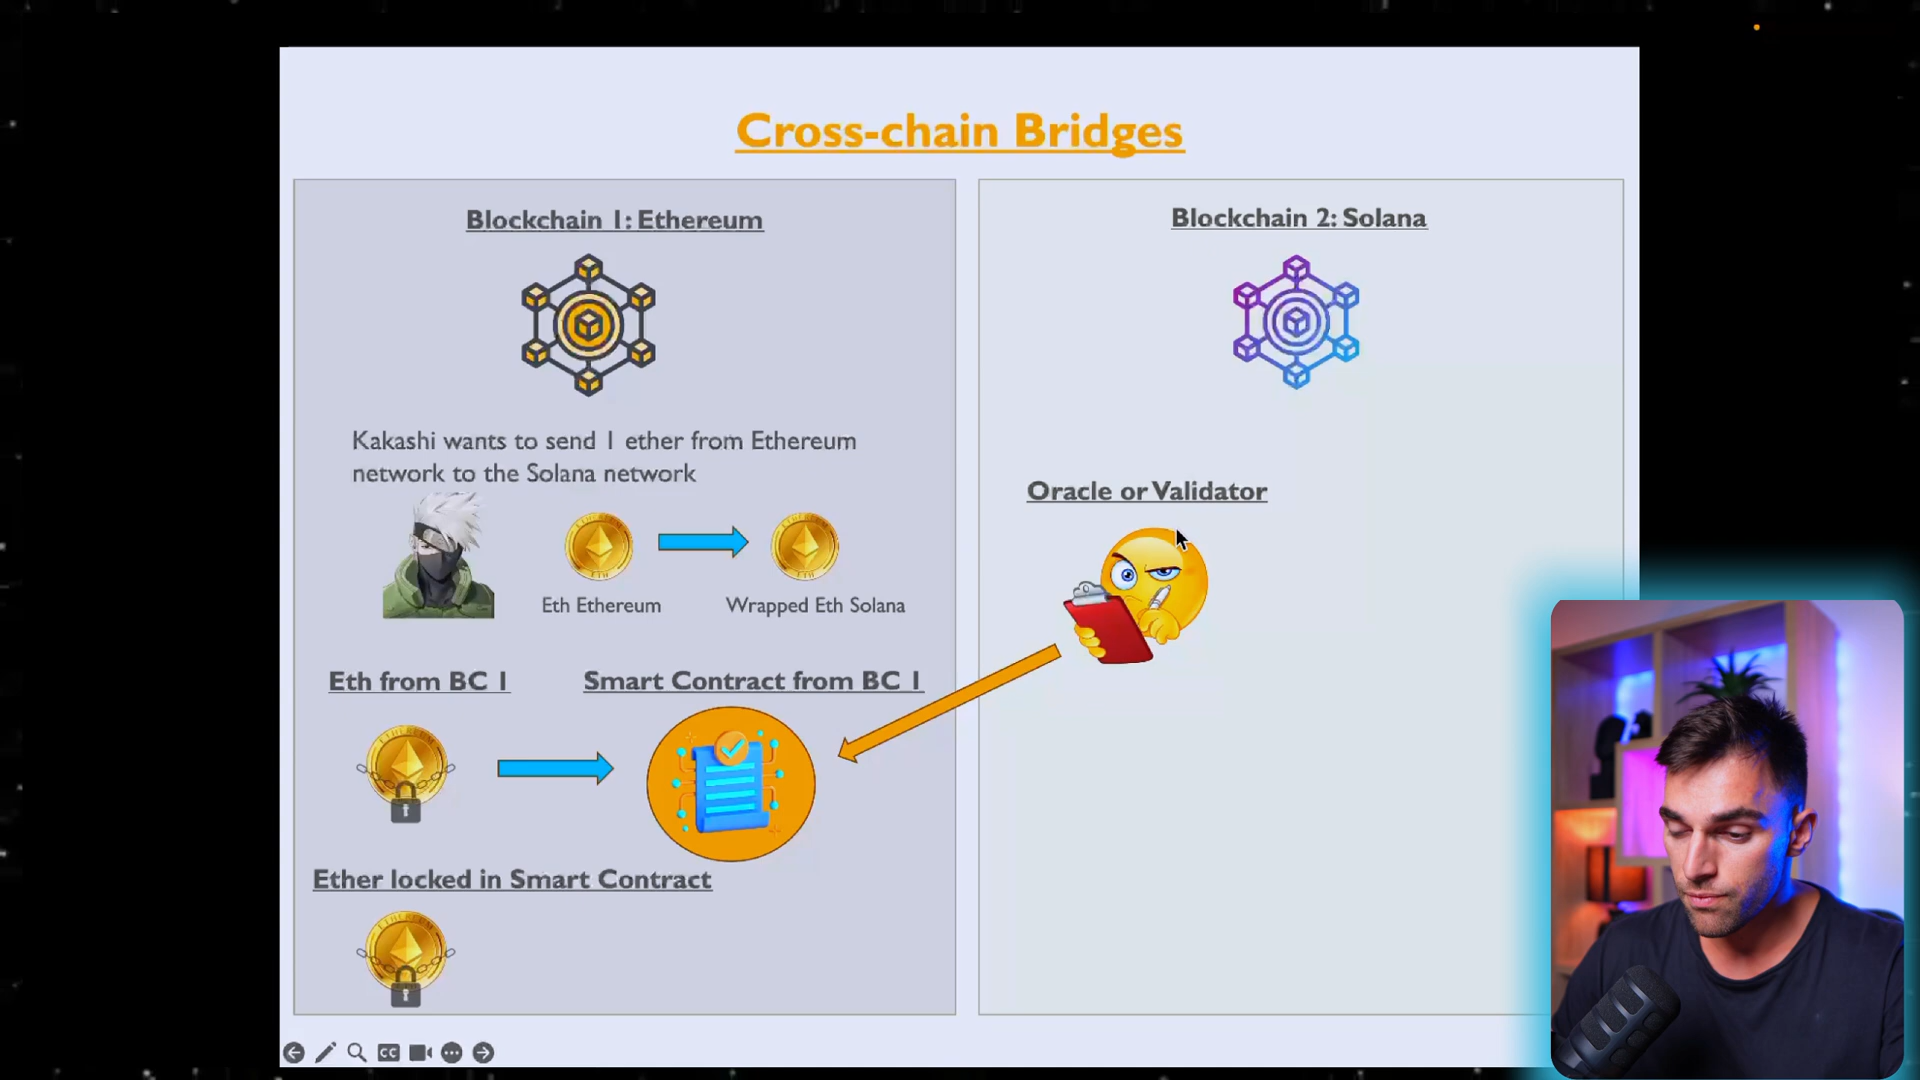 Cross-chain Bridges
Blockchain 1: Ethereum
Kakashi wants to send 1 ether from Ethereum
network to the Solana network
Eth Ethereum
Wrapped Eth Solana
Eth from BC 1
Smart Contract from BC 1
Ether locked in Smart Contract
Blockchain 2: Solana
Oracle or Validator
CC